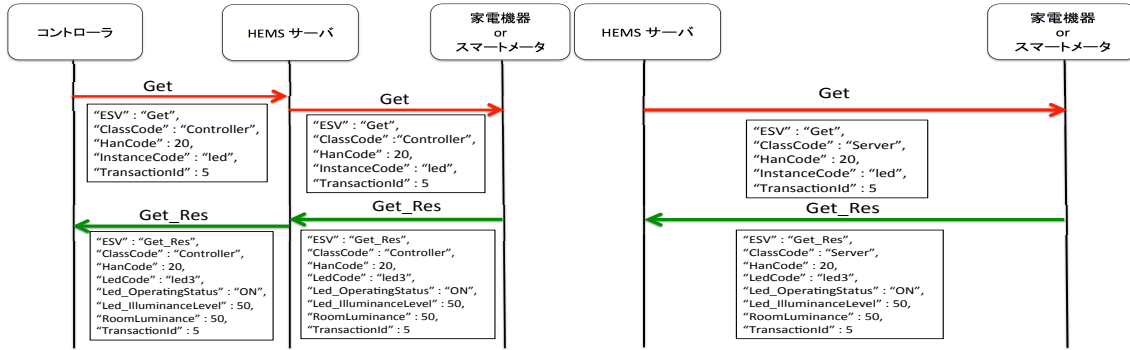 コントローラ
HEMS サーバ
家電機器
or
スマートメータ
Get
“ESV” : “Get”,
“ClassCode” : “Controller”,
“HanCode” : 20,
“InstanceCode” : “led”,
“TransactionId” : 5
Get
“ESV” : “Get”,
“ClassCode” :“Controller”,
“HanCode” : 20,
“InstanceCode” : “led”,
“TransactionId” : 5
Get_Res
“ESV” : “Get_Res”,
“ClassCode” : “Controller”,
“HanCode” : 20,
“LedCode” : “led3”,
“Led_OperatingStatus” : “ON”,
“Led_IlluminanceLevel” : 50,
“RoomLuminance” : 50,
“TransactionId” : 5
Get_Res
“ESV” : “Get_Res”,
“ClassCode” : “Controller”,
“HanCode” : 20,
“LedCode” : “led3”,
“Led_OperatingStatus” : “ON”,
“Led_IlluminanceLevel” : 50,
“RoomLuminance” : 50,
“TransactionId” : 5
HEMS サーバ
家電機器
or
スマートメータ
Get
“ESV” : “Get”,
“ClassCode” : “Server”,
“HanCode” : 20,
“InstanceCode” : “led”,
“TransactionId” : 5
Get_Res
“ESV” : “Get_Res”,
“ClassCode” : “Server”,
“HanCode” : 20,
“LedCode” : “led3”,
“Led_OperatingStatus” : “ON”,
“Led_IlluminanceLevel” : 50,
“RoomLuminance” : 50,
“TransactionId” : 5